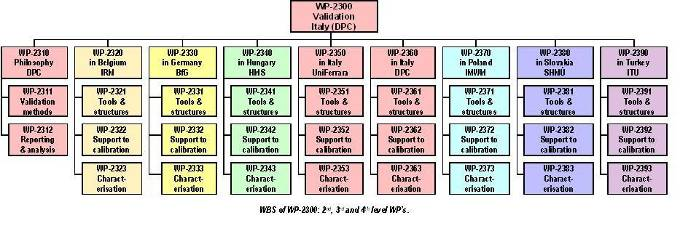 WP-2300
Validation
Italy (DPC)
WP-2310
Philosophy
DPC
WP-2320
in Belgium
IRM
WP-2330
in Germany
BfG
WP-2340
in Hungary
HMS
WP-2350
in Italy
UniFerrara
WP-2360
in Italy
DPC
WP-2370
in Poland
IMWM
WP-2380
in Slovakia
SHMÚ
WP-2390
in Turkey
ITU
WP-2311
Validation
methods
WP-2321
Tools &
structures
WP-2331
Tools &
structures
WP-2341
Tools &
structures
WP-2351
Tools &
structures
WP-2361
Tools &
structures
WP-2371
Tools &
structures
WP-2381
Tools &
structures
WP-2391
Tools &
structures
WP-2312
Reporting
& analysis
WP-2322
Support to
calibration
WP-2332
Support to
calibration
WP-2342
Support to
calibration
WP-2352
Support to
calibration
WP-2362
Support to
calibration
WP-2372
Support to
calibration
WP-2382
Support to
calibration
WP-2392
Support to
calibration
WP-2323
Charact-
erisation
WP-2333
Charact-
erisation
WP-2343
Charact-
erisation
WP-2353
Charact-
erisation
WP-2363
Charact-
erisation
WP-2373
Charact-
erisation
WP-2383
Charact-
erisation
WP-2393
Charact-
erisation
WBS of WP-2300: 2nd, 3rd and 4th level WP's.